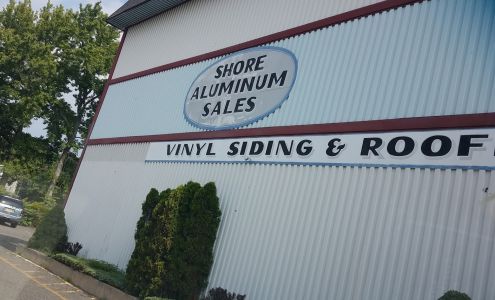 SHORE
ALUMINUM
SALES
VINYL SIDING & ROOF